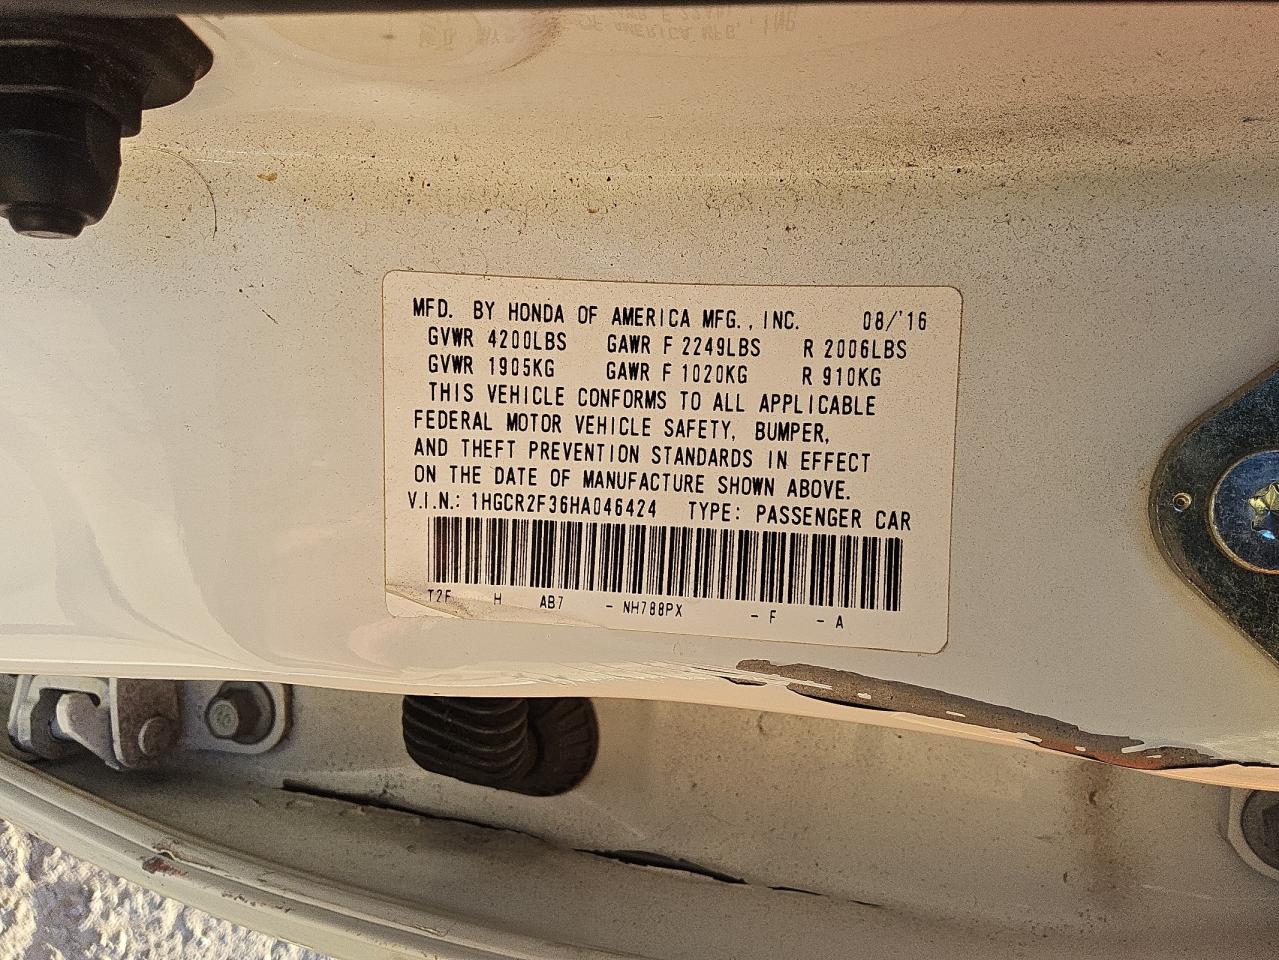 MFD. BY HONDA OF AMERICA MFG., INC. 08/'16
GVWR 4200LBS GAWR F 2249LBS R 2006LBS
GVWR 1905KG GAWR F 1020KG R 910KG
THIS VEHICLE CONFORMS TO ALL APPLICABLE
FEDERAL MOTOR VEHICLE SAFETY, BUMPER,
AND THEFT PREVENTION STANDARDS IN EFFECT
ON THE DATE OF MANUFACTURE SHOWN ABOVE.
V.I.N.: 1HGCR2F36HA046424 TYPE: PASSENGER CAR
T2F H AB7 - NH788PX - F - A